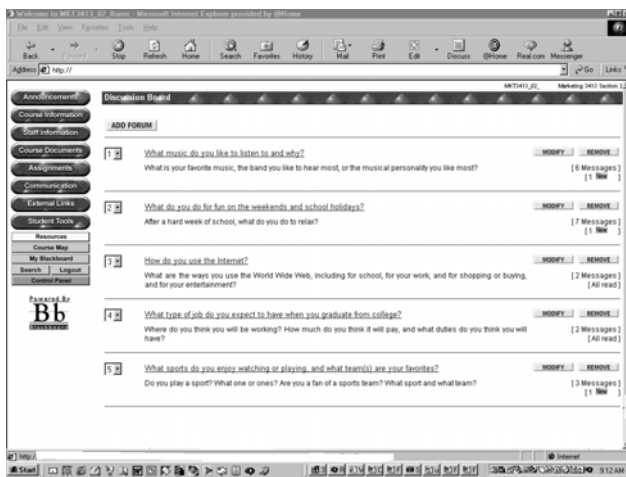 Welcome to MKT3413_02_Burns - Microsoft Internet Explorer provided by @Home
File Edit View Favorites Tools Help
Back Forward Stop Refresh Home Search Favorites History Mail Print Edit Discuss @Home Real.com Messenger
Address http:// Go Links
MKT3413_02, Marketing 3413 Section 2,
Announcements
Course Information
Staff Information
Course Documents
Assignments
Communication
External Links
Student Tools
Resources
Course Map
My Blackboard
Search Logout
Control Panel
Powered By
Bb
Blackboard
Discussion Board
ADD FORUM
1 What music do you like to listen to and why? MODIFY REMOVE
What is your favorite music, the band you like to hear most, or the musical personality you like most? [6 Messages]
[1 New ]
2 What do you do for fun on the weekends and school holidays? MODIFY REMOVE
After a hard week of school, what do you do to relax? [7 Messages]
[1 New ]
3 How do you use the Internet? MODIFY REMOVE
What are the ways you use the World Wide Web, including for school, for your work, and for shopping or buying, [2 Messages]
and for your entertainment? [All read]
4 What type of job do you expect to have when you graduate from college? MODIFY REMOVE
Where do you think you will be working? How much do you think it will pay, and what duties do you think you will [2 Messages]
have? [All read]
5 What sports do you enjoy watching or playing, and what team(s) are your favorites? MODIFY REMOVE
Do you play a sport? What one or ones? Are you a fan of a sports team? What sport and what team? [3 Messages]
[1 New ]
http:/ Internet
Start 9:12 AM